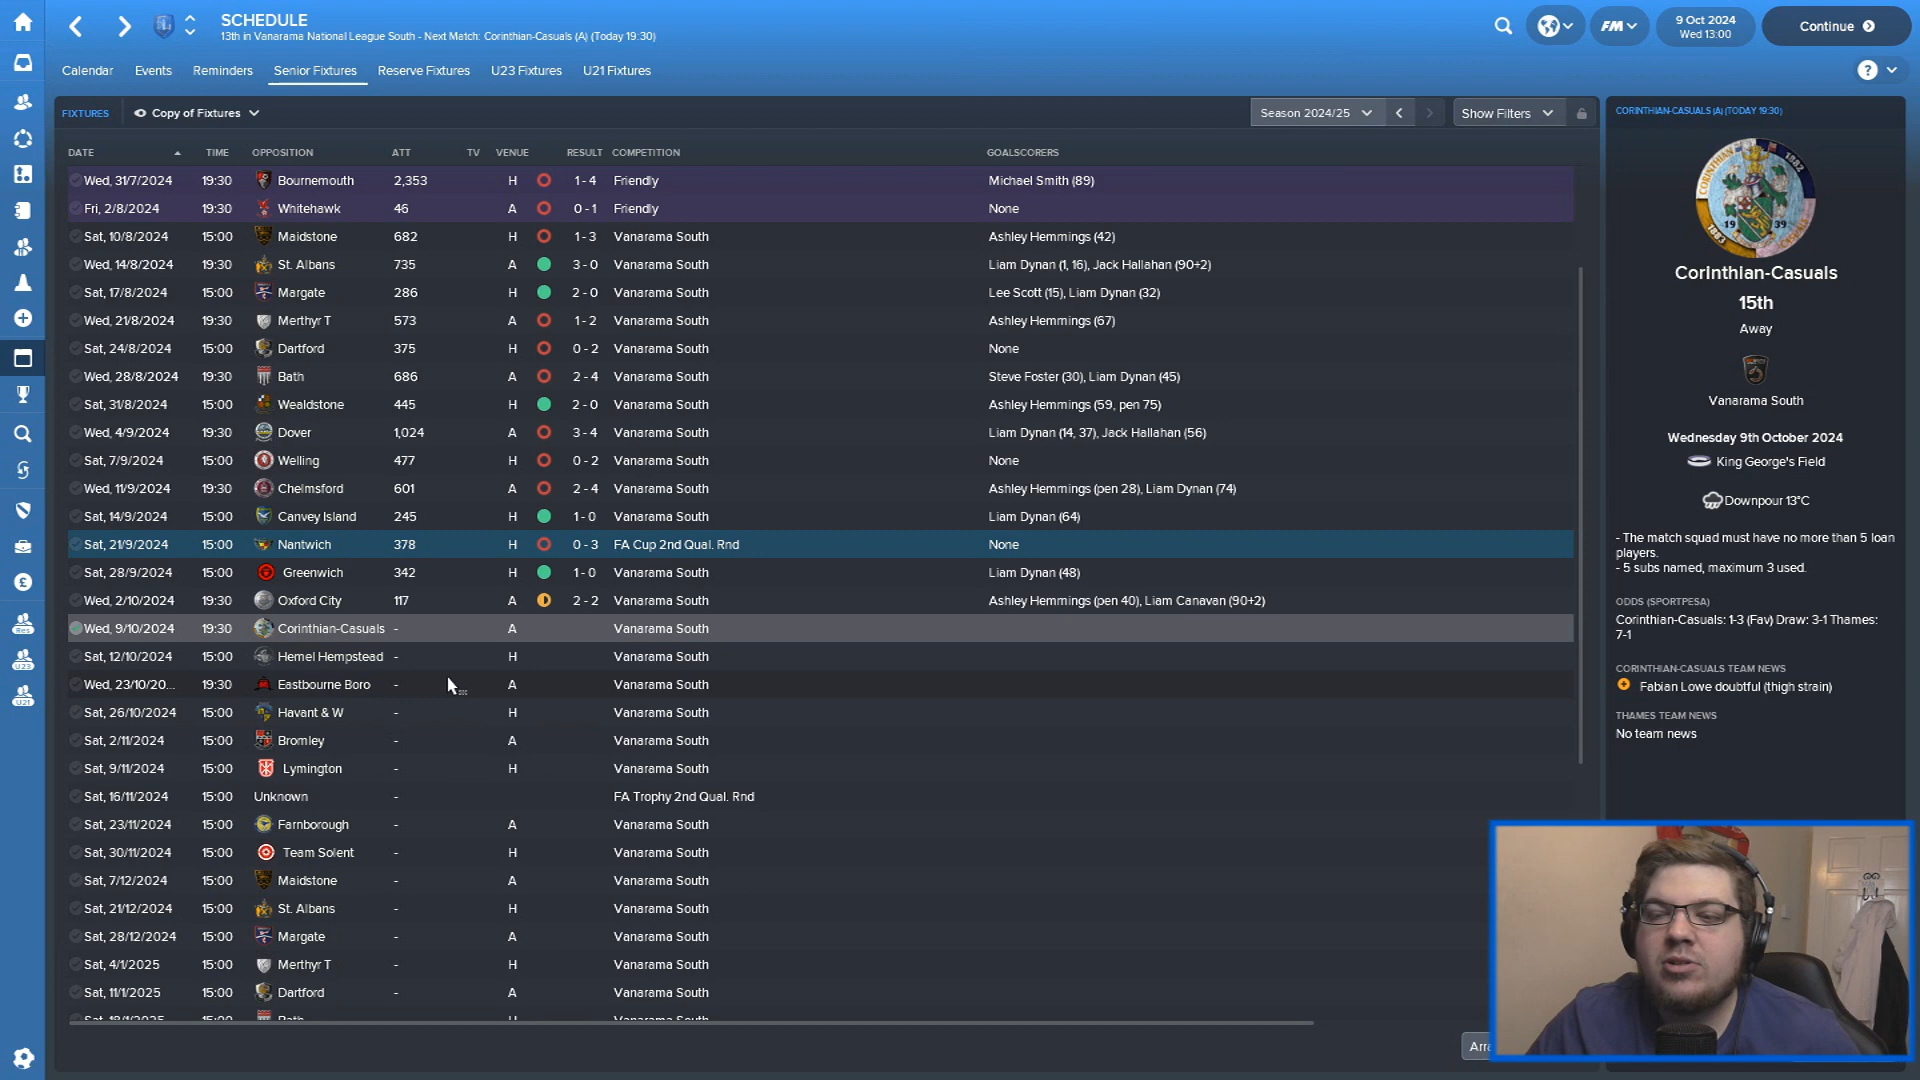 SCHEDULE
13th in Vanarama National League South - Next Match: Corinthian-Casuals (A) (Today 19:30)
FM
9 Oct 2024
Wed 13:00
Continue
Calendar Events Reminders Senior Fixtures Reserve Fixtures U23 Fixtures U21 Fixtures
?
FIXTURES Copy of Fixtures Season 2024/25 Show Filters
DATE TIME OPPOSITION ATT TV VENUE RESULT COMPETITION GOALSCORERS
Wed, 31/7/2024 19:30 Bournemouth 2,353 H 1 - 4 Friendly Michael Smith (89)
Fri, 2/8/2024 19:30 Whitehawk 46 A 0 - 1 Friendly None
Sat, 10/8/2024 15:00 Maidstone 682 H 1 - 3 Vanarama South Ashley Hemmings (42)
Wed, 14/8/2024 19:30 St. Albans 735 A 3 - 0 Vanarama South Liam Dynan (1, 16), Jack Hallahan (90+2)
Sat, 17/8/2024 15:00 Margate 286 H 2 - 0 Vanarama South Lee Scott (15), Liam Dynan (32)
Wed, 21/8/2024 19:30 Merthyr T 573 A 1 - 2 Vanarama South Ashley Hemmings (67)
Sat, 24/8/2024 15:00 Dartford 375 H 0 - 2 Vanarama South None
Wed, 28/8/2024 19:30 Bath 686 A 2 - 4 Vanarama South Steve Foster (30), Liam Dynan (45)
Sat, 31/8/2024 15:00 Wealdstone 445 H 2 - 0 Vanarama South Ashley Hemmings (59, pen 75)
Wed, 4/9/2024 19:30 Dover 1,024 A 3 - 4 Vanarama South Liam Dynan (14, 37), Jack Hallahan (56)
Sat, 7/9/2024 15:00 Welling 477 H 0 - 2 Vanarama South None
Wed, 11/9/2024 19:30 Chelmsford 601 A 2 - 4 Vanarama South Ashley Hemmings (pen 28), Liam Dynan (74)
Sat, 14/9/2024 15:00 Canvey Island 245 H 1 - 0 Vanarama South Liam Dynan (64)
Sat, 21/9/2024 15:00 Nantwich 378 H 0 - 3 FA Cup 2nd Qual. Rnd None
Sat, 28/9/2024 15:00 Greenwich 342 H 1 - 0 Vanarama South Liam Dynan (48)
Wed, 2/10/2024 19:30 Oxford City 117 A 2 - 2 Vanarama South Ashley Hemmings (pen 40), Liam Canavan (90+2)
Wed, 9/10/2024 19:30 Corinthian-Casuals - A Vanarama South
Sat, 12/10/2024 15:00 Hemel Hempstead - H Vanarama South
Wed, 23/10/20... 19:30 Eastbourne Boro - A Vanarama South
Sat, 26/10/2024 15:00 Havant & W - H Vanarama South
Sat, 2/11/2024 15:00 Bromley - A Vanarama South
Sat, 9/11/2024 15:00 Lymington - H Vanarama South
Sat, 16/11/2024 15:00 Unknown - FA Trophy 2nd Qual. Rnd
Sat, 23/11/2024 15:00 Farnborough - A Vanarama South
Sat, 30/11/2024 15:00 Team Solent - H Vanarama South
Sat, 7/12/2024 15:00 Maidstone - A Vanarama South
Sat, 21/12/2024 15:00 St. Albans - H Vanarama South
Sat, 28/12/2024 15:00 Margate - A Vanarama South
Sat, 4/1/2025 15:00 Merthyr T - H Vanarama South
Sat, 11/1/2025 15:00 Dartford - A Vanarama South
Sat, 18/1/2025 15:00 Bath H Vanarama South
Res
U23
U21
CORINTHIAN-CASUALS (A) (TODAY 19:30)
CORINTHIAN 1882
19 39
1883 CASUALS
Corinthian-Casuals
15th
Away
Vanarama South
Wednesday 9th October 2024
King George's Field
Downpour 13°C
- The match squad must have no more than 5 loan
players.
- 5 subs named, maximum 3 used.
ODDS (SPORTPESA)
Corinthian-Casuals: 1-3 (Fav) Draw: 3-1 Thames:
7-1
CORINTHIAN-CASUALS TEAM NEWS
Fabian Lowe doubtful (thigh strain)
THAMES TEAM NEWS
No team news